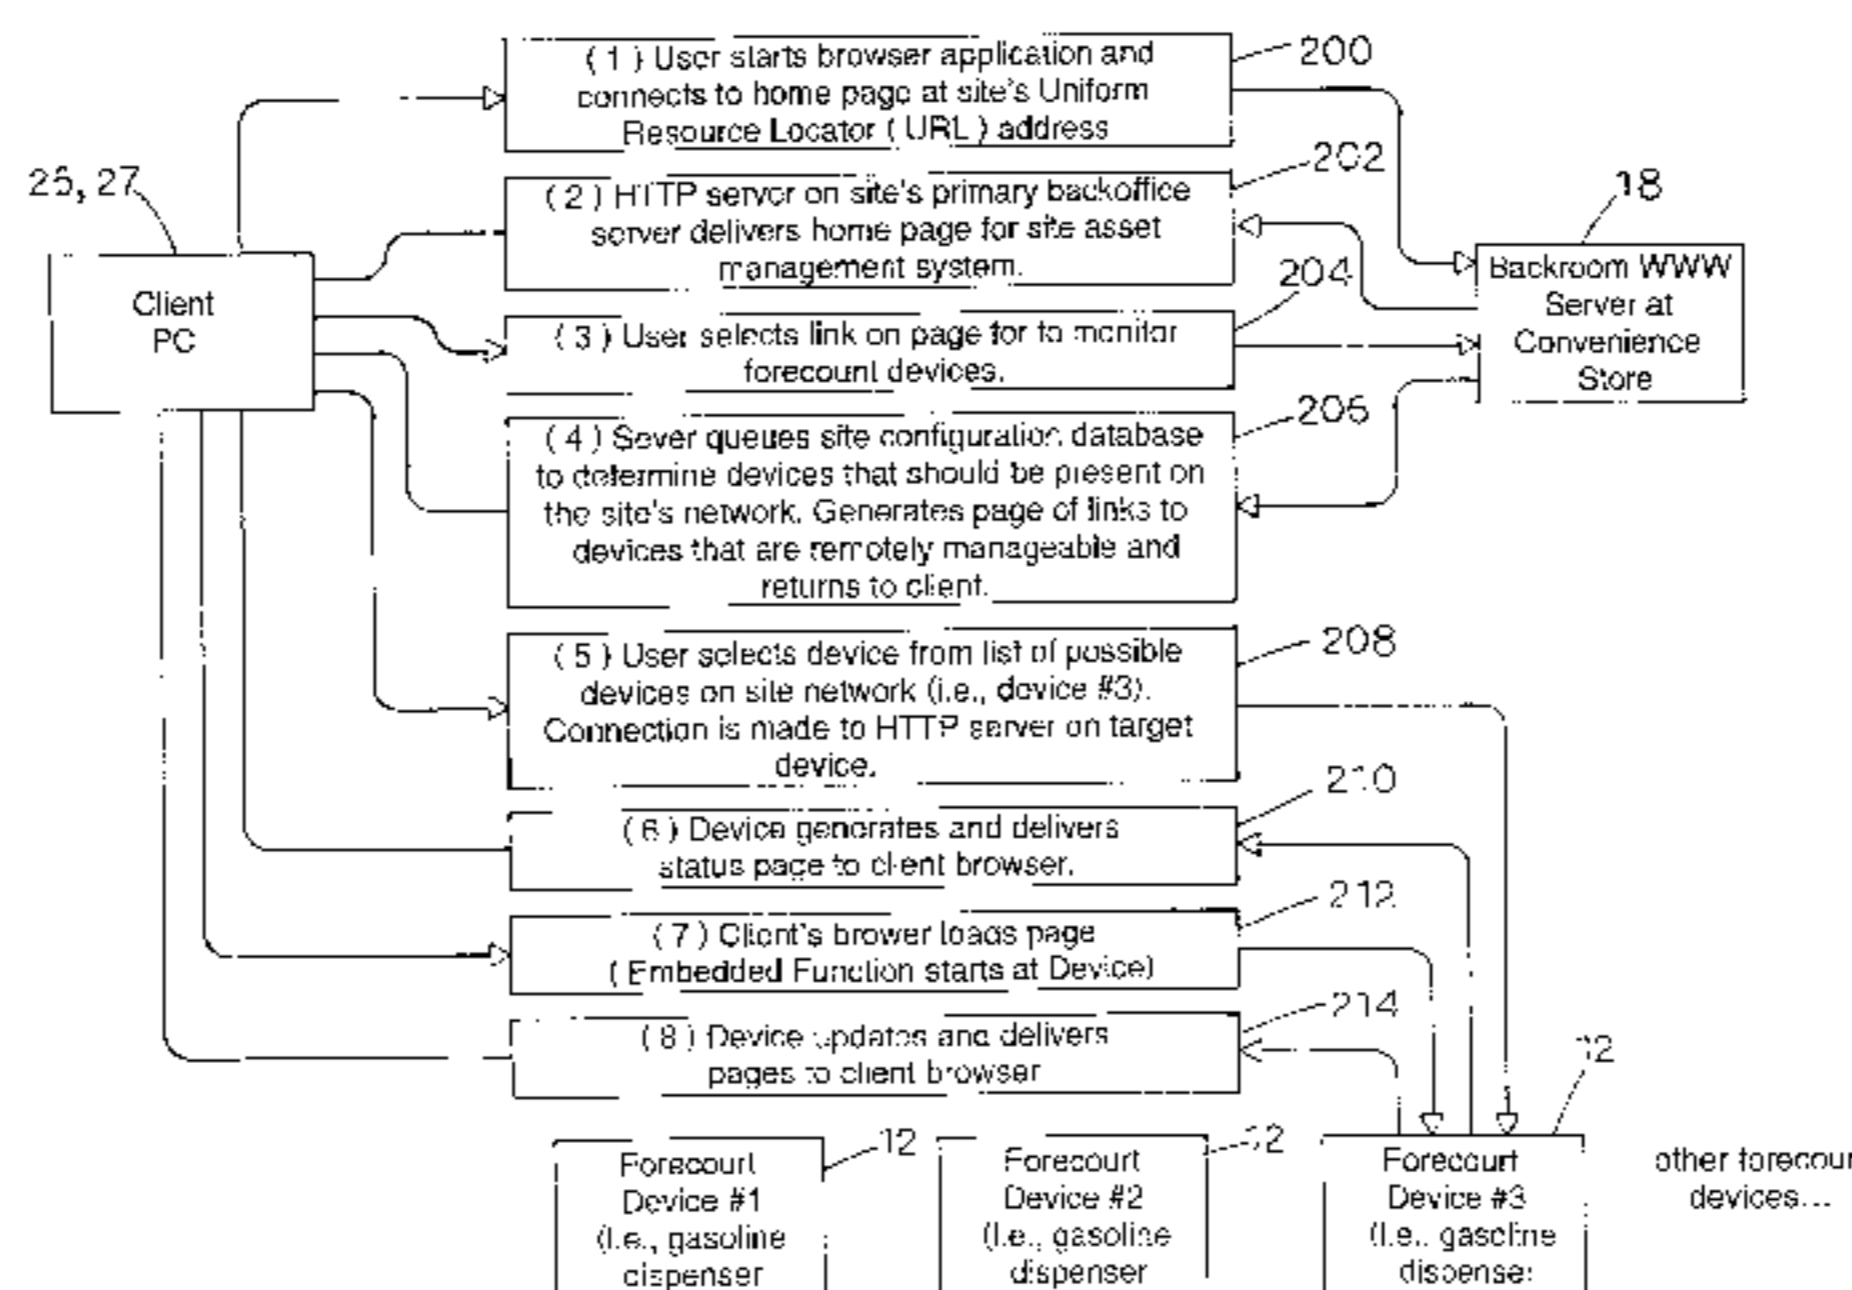 200
( 1 ) User starts browser application and
connects to home page at site's Uniform
Resource Locator ( URL ) address
202
( 2 ) HTTP server on site's primary backoffice
server delivers home page for site asset
management system.
204
( 3 ) User selects link on page for to monitor
forecount devices.
206
( 4 ) Sever queues site configuration database
to determine devices that should be present on
the site's network. Generates page of links to
devices that are remotely manageable and
returns to client.
208
( 5 ) User selects device from list of possible
devices on site network (i.e., device #3).
Connection is made to HTTP server on target
device.
210
( 6 ) Device generates and delivers
status page to client browser.
212
( 7 ) Client's brower loads page
( Embedded Function starts at Device)
214
( 8 ) Device updates and delivers
pages to client browser
27
Client
PC
18
Backroom WWW
Server at
Convenience
Store
12
Forecourt
Device #1
(i.e., gasoline
dispenser
12
Forecourt
Device #2
(i.e., gasoline
dispenser
12
Forecourt
Device #3
(i.e., gasoline
dispenser
other
devices...